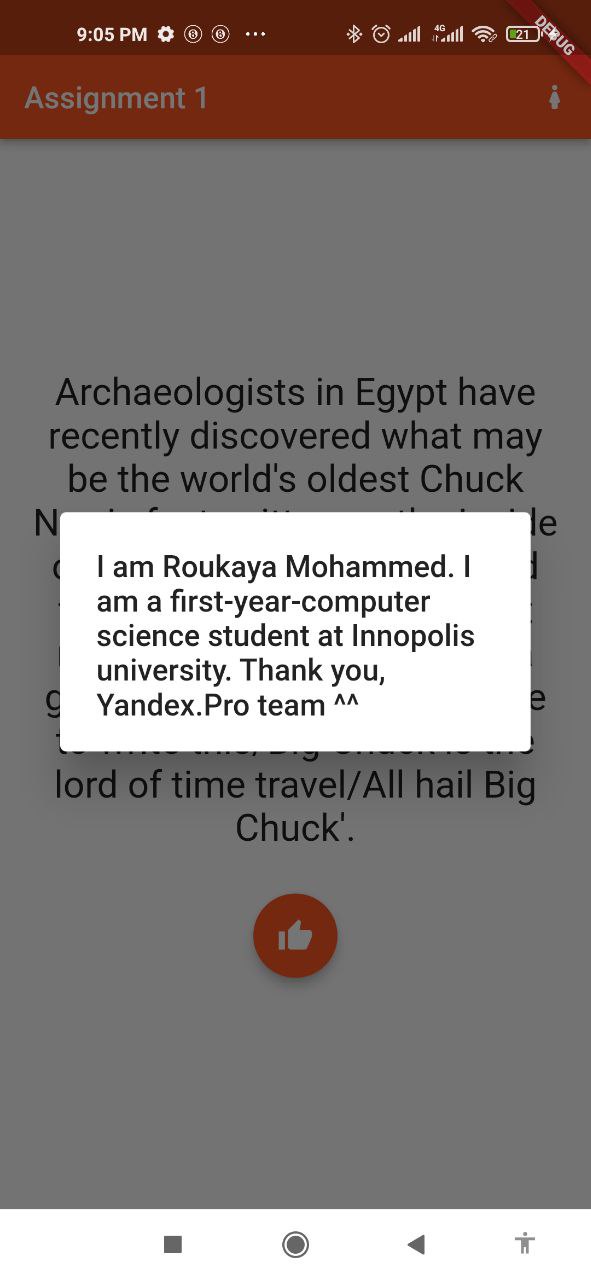 9:05 PM
4G
21
DEBUG
Assignment 1
Archaeologists in Egypt have
recently discovered what may
be the world's oldest Chuck
I am Roukaya Mohammed. I
am a first-year-computer
science student at Innopolis
university. Thank you,
Yandex.Pro team ^^
lord of time travel/All hail Big
Chuck'.